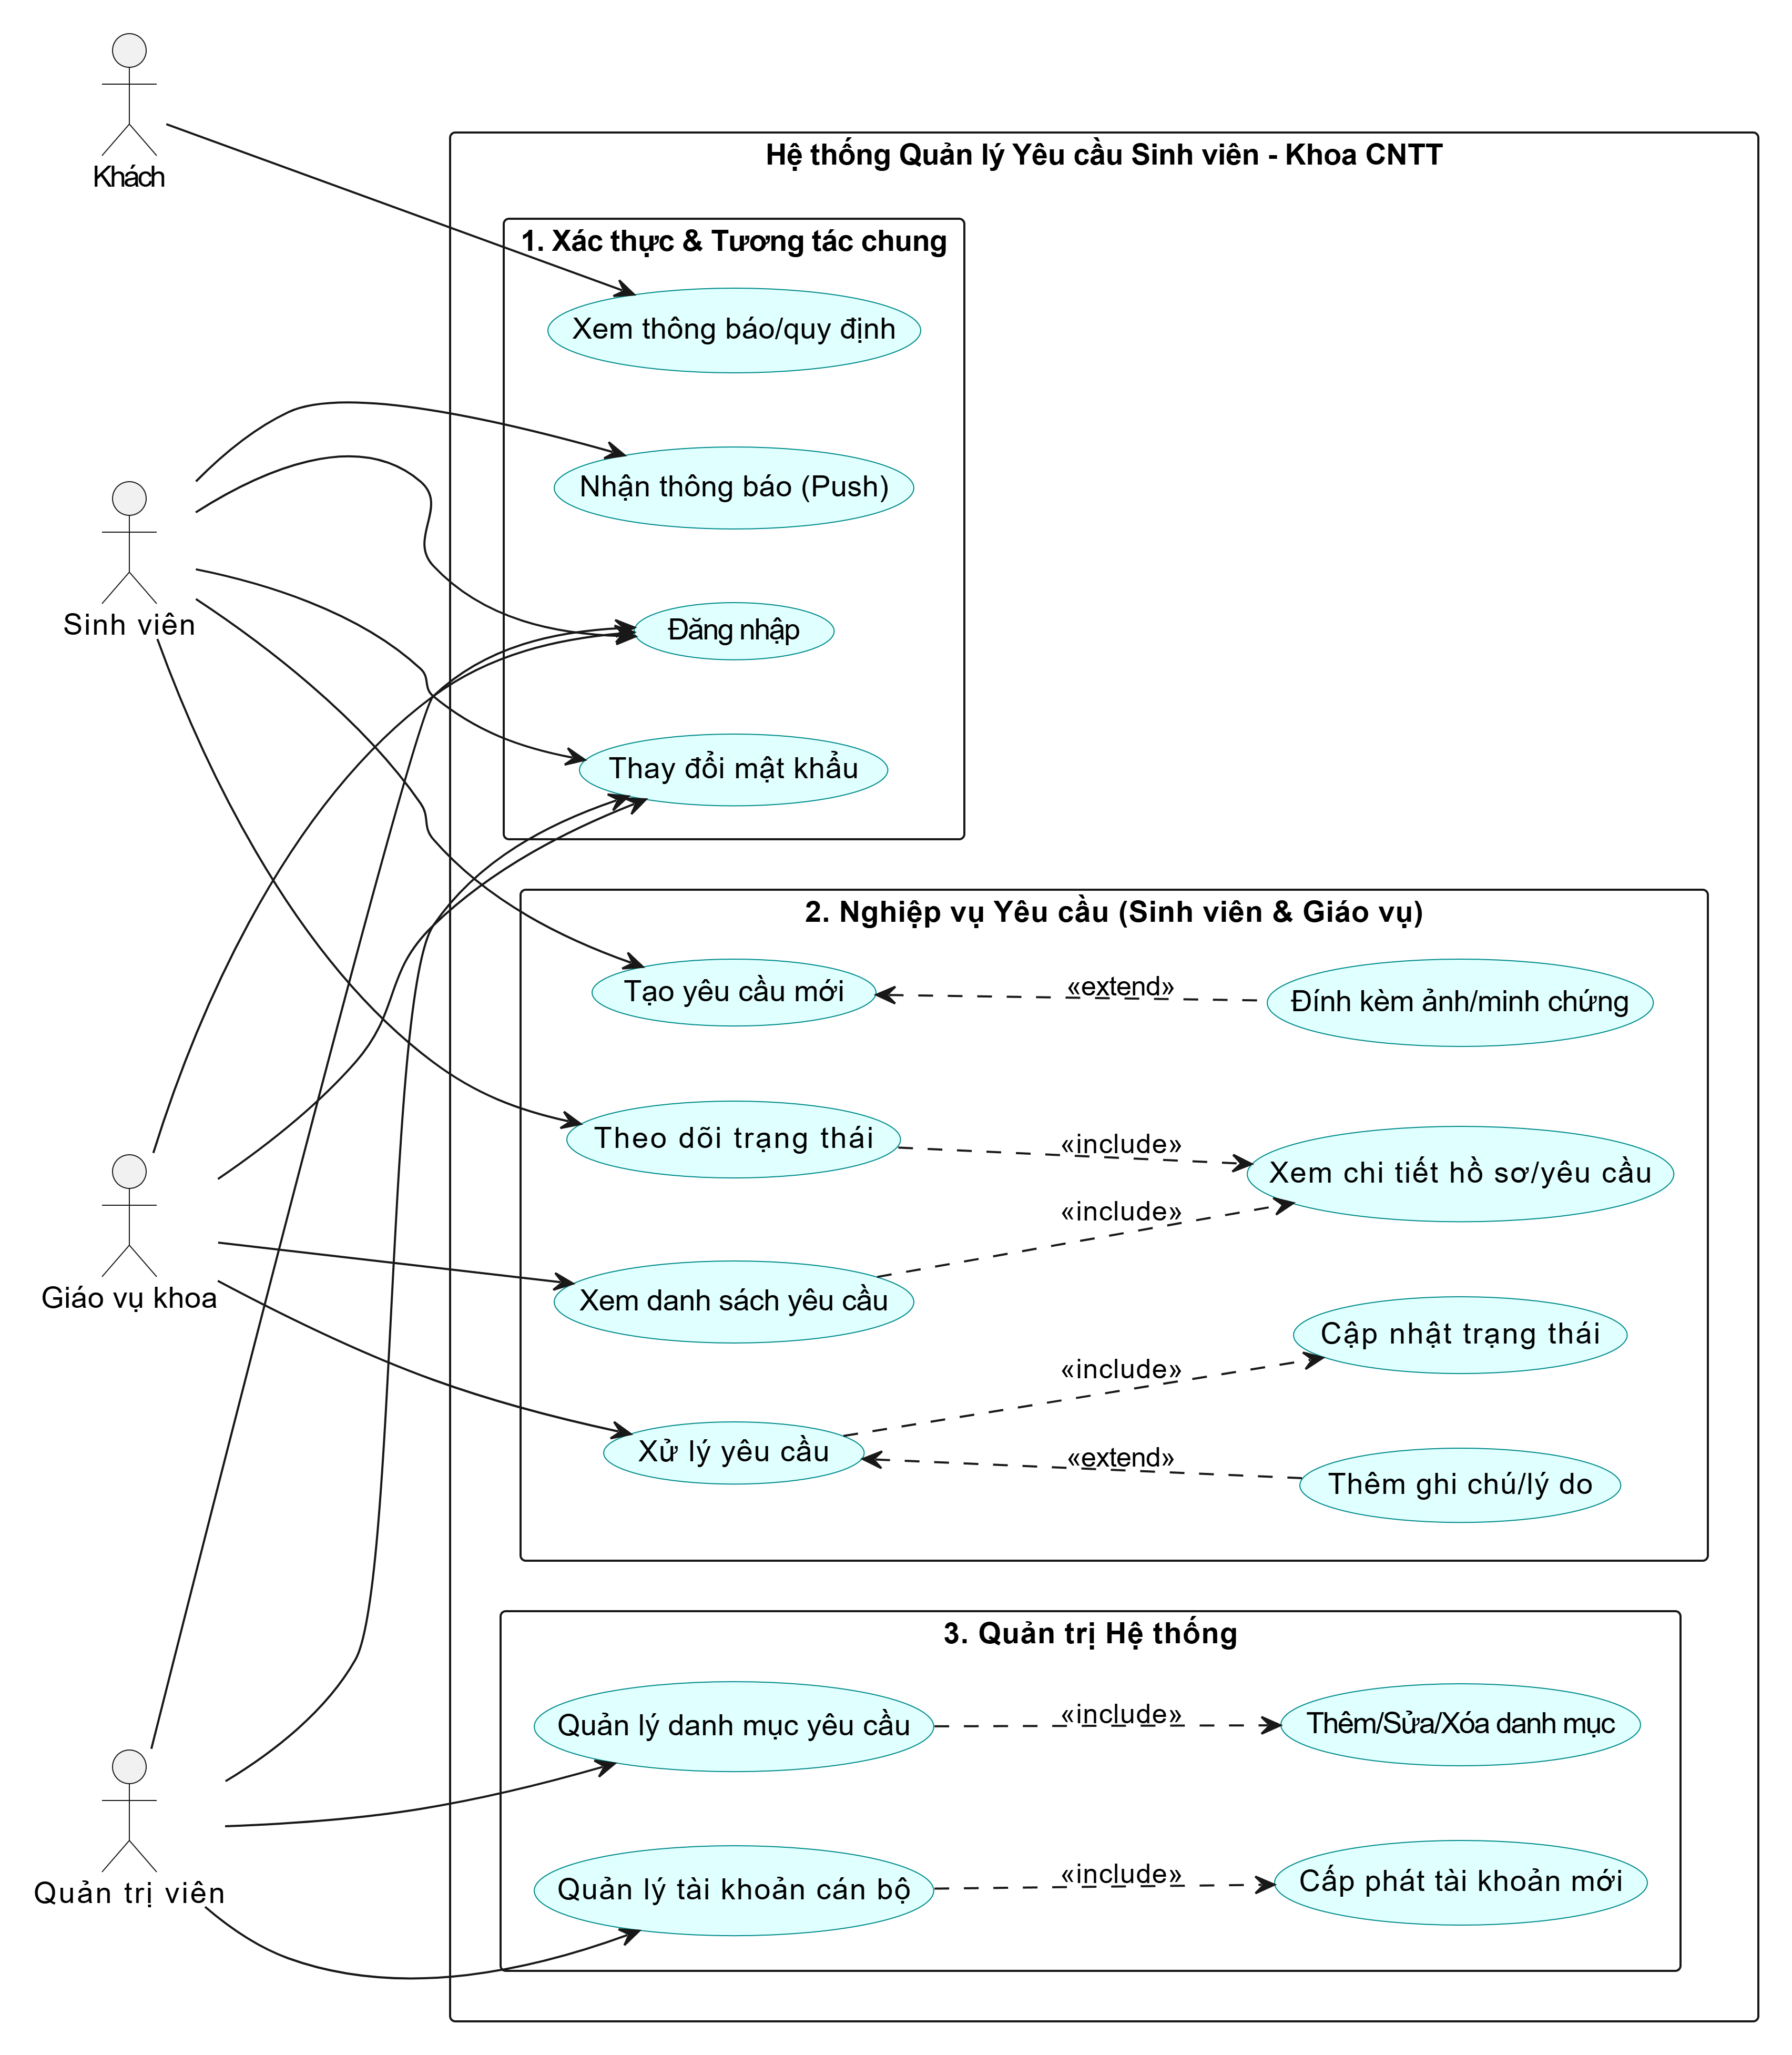 Khách
Hệ thống Quản lý Yêu cầu Sinh viên - Khoa CNTT
1. Xác thực & Tương tác chung
Xem thông báo/quy định
Nhận thông báo (Push)
Sinh viên
Đăng nhập
Thay đổi mật khẩu
2. Nghiệp vụ Yêu cầu (Sinh viên & Giáo vụ)
Tạo yêu cầu mới
«extend»
Đính kèm ảnh/minh chứng
Theo dõi trạng thái
«include»
Xem chi tiết hồ sơ/yêu cầu
«include»
Giáo vụ khoa
Xem danh sách yêu cầu
Cập nhật trạng thái
«include»
Xử lý yêu cầu
«extend»
Thêm ghi chú/lý do
3. Quản trị Hệ thống
Quản lý danh mục yêu cầu
«include»
Thêm/Sửa/Xóa danh mục
Quản trị viên
Quản lý tài khoản cán bộ
«include»
Cấp phát tài khoản mới